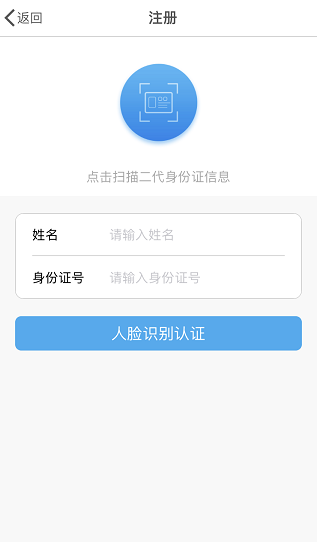 返回
注册
点击扫描二代身份证信息
姓名 请输入姓名
身份证号 请输入身份证号
人脸识别认证